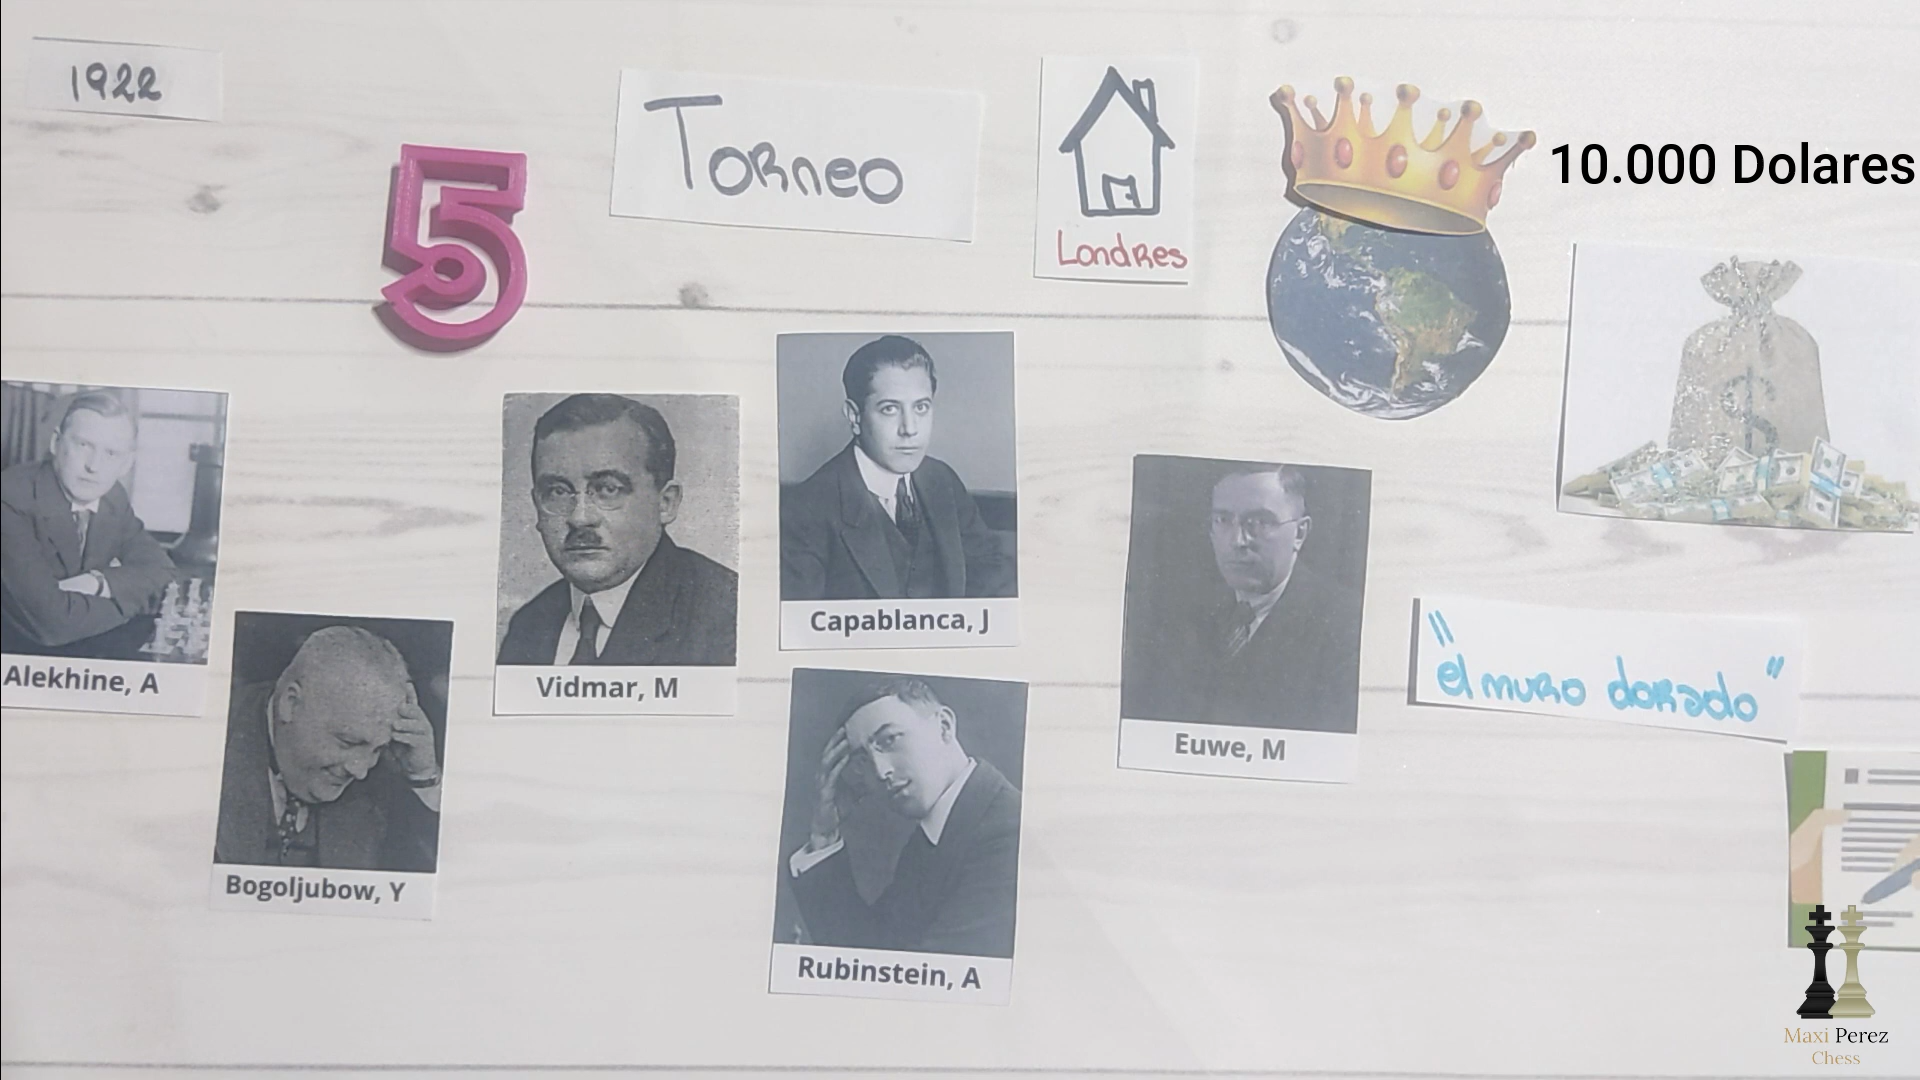 1922
5
Torneo
Londres
10.000 Dolares
$
Alekhine, A
Bogoljubow, Y
Vidmar, M
Capablanca, J
Rubinstein, A
Euwe, M
"el muro dorado"
Maxi Perez
Chess